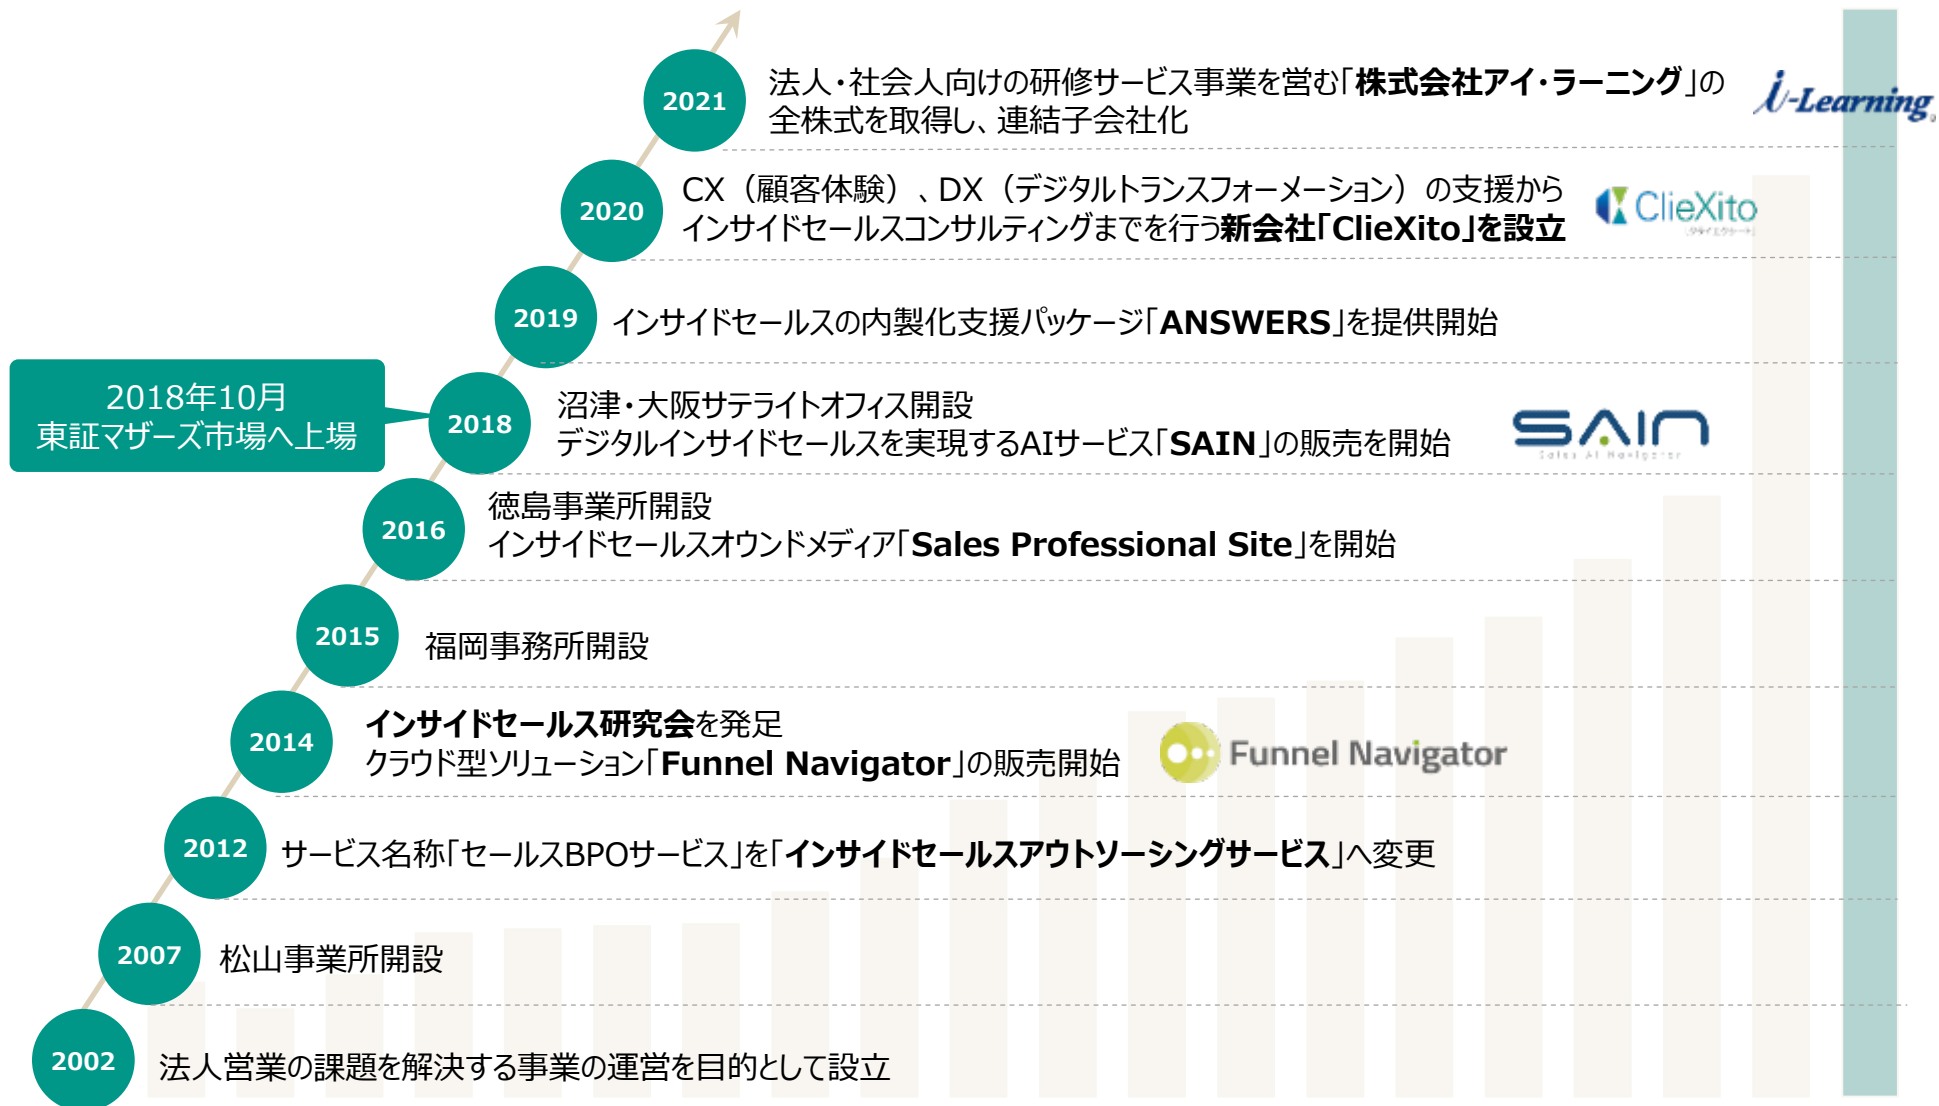 2021
法人・社会人向けの研修サービス事業を営む「株式会社アイ・ラーニング」の
全株式を取得し、連結子会社化
i-Learning®
2020
CX（顧客体験）、DX（デジタルトランスフォーメーション）の支援から
インサイドセールスコンサルティングまでを行う新会社「ClieXito」を設立
ClieXito
［クライエクシート］
2019
インサイドセールスの内製化支援パッケージ「ANSWERS」を提供開始
2018年10月
東証マザーズ市場へ上場
2018
沼津・大阪サテライトオフィス開設
デジタルインサイドセールスを実現するAIサービス「SAIN」の販売を開始
SAIN
Sales AI Navigator
2016
徳島事業所開設
インサイドセールスオウンドメディア「Sales Professional Site」を開始
2015
福岡事務所開設
2014
インサイドセールス研究会を発足
クラウド型ソリューション「Funnel Navigator」の販売開始
Funnel Navigator
2012
サービス名称「セールスBPOサービス」を「インサイドセールスアウトソーシングサービス」へ変更
2007
松山事業所開設
2002
法人営業の課題を解決する事業の運営を目的として設立